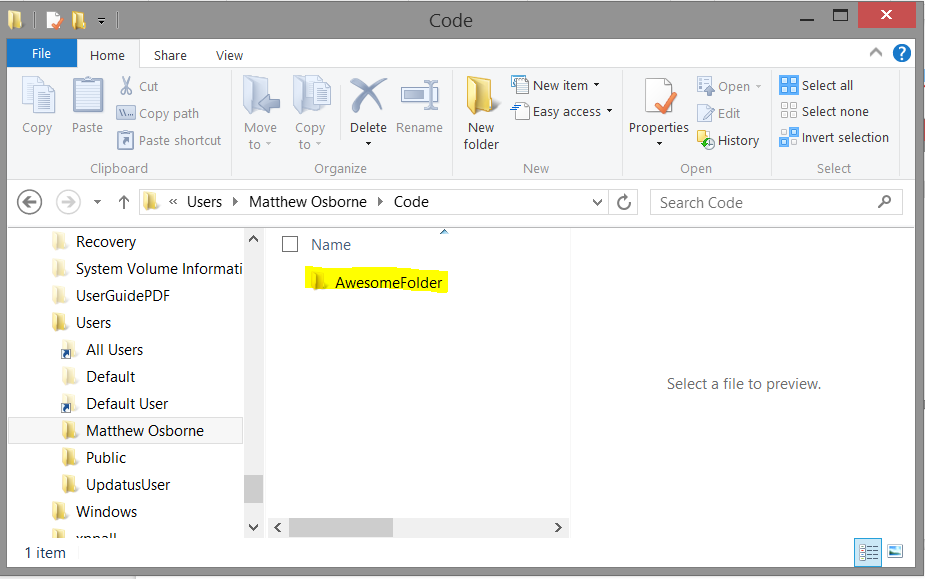 Code
File Home Share View
Copy
Paste
Cut
Copy path
Paste shortcut
Clipboard
Move to
Copy to
Delete
Rename
Organize
New folder
New item
Easy access
New
Properties
Open
Edit
History
Open
Select all
Select none
Invert selection
Select
« Users Matthew Osborne Code
Search Code
Recovery
System Volume Informati
UserGuidePDF
Users
All Users
Default
Default User
Matthew Osborne
Public
UpdatusUser
Windows
Name
AwesomeFolder
Select a file to preview.
1 item